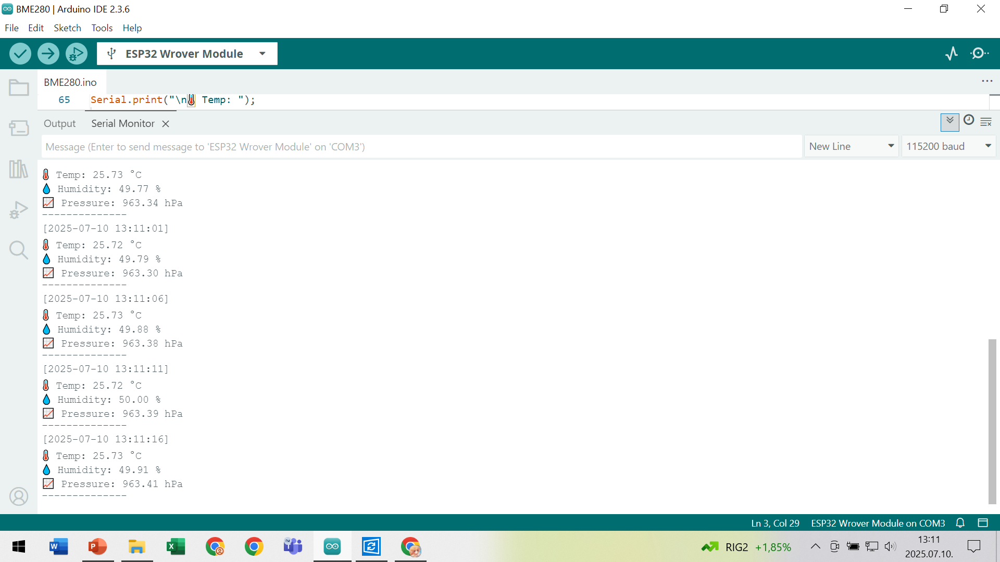 BME280 | Arduino IDE 2.3.6
File Edit Sketch Tools Help
ESP32 Wrover Module
BME280.ino
65 Serial.print("\n🌡 Temp: ");
Output Serial Monitor
Message (Enter to send message to 'ESP32 Wrover Module' on 'COM3') New Line 115200 baud
🌡 Temp: 25.73 °C
💧 Humidity: 49.77 %
📈 Pressure: 963.34 hPa
--------------
[2025-07-10 13:11:01]
🌡 Temp: 25.72 °C
💧 Humidity: 49.79 %
📈 Pressure: 963.30 hPa
--------------
[2025-07-10 13:11:06]
🌡 Temp: 25.73 °C
💧 Humidity: 49.88 %
📈 Pressure: 963.38 hPa
--------------
[2025-07-10 13:11:11]
🌡 Temp: 25.72 °C
💧 Humidity: 50.00 %
📈 Pressure: 963.39 hPa
--------------
[2025-07-10 13:11:16]
🌡 Temp: 25.73 °C
💧 Humidity: 49.91 %
📈 Pressure: 963.41 hPa
--------------
Ln 3, Col 29 ESP32 Wrover Module on COM3
RIG2 +1,85%
13:11
2025.07.10.